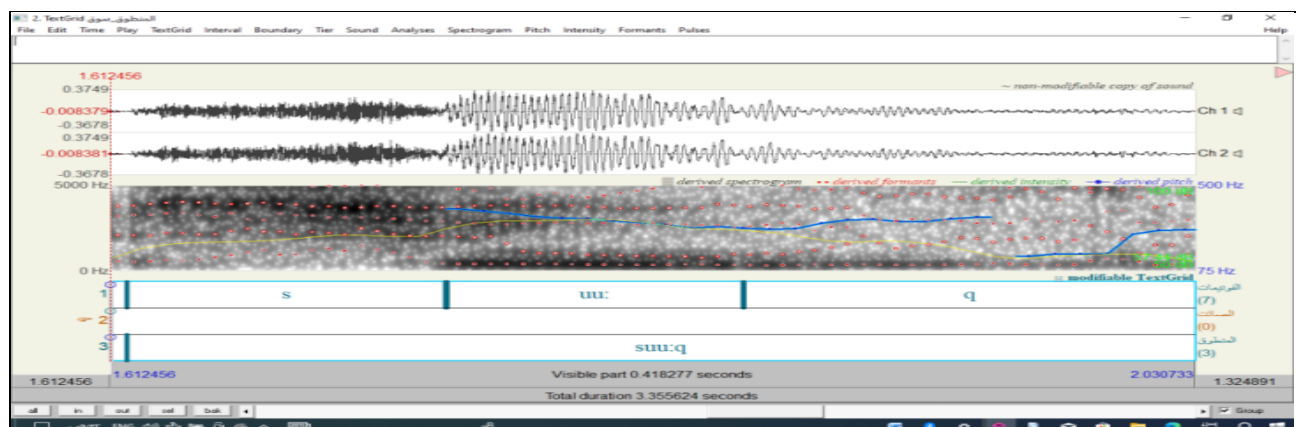 2. TextGrid المنطوق_سوق
File Edit Time Play TextGrid Interval Boundary Tier Sound Analyses Spectrogram Pitch Intensity Formants Pulses Help
1.612456
0.3749
-0.008379
-0.3678
~ non-modifiable copy of sound
Ch 1
0.3749
-0.008381
-0.3678
Ch 2
5000 Hz
derived spectrogram derived formants derived intensity derived pitch
500 Hz
0 Hz
75 Hz
modifiable TextGrid
1 s uu: q
(7)
2
(0)
3 suu:q المنطوق
(3)
1.612456 1.612456 Visible part 0.418277 seconds 2.030733 1.324891
Total duration 3.355624 seconds
all in out sel bak Group
ENG